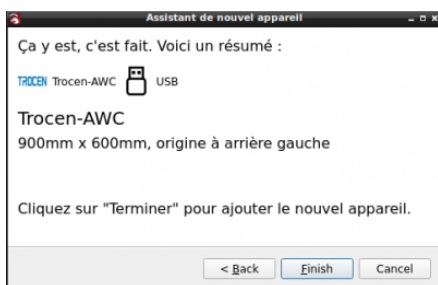 Assistant de nouvel appareil
Ça y est, c'est fait. Voici un résumé :
TROCEN Trocen-AWC USB
Trocen-AWC
900mm x 600mm, origine à arrière gauche
Cliquez sur "Terminer" pour ajouter le nouvel appareil.
< Back Finish Cancel